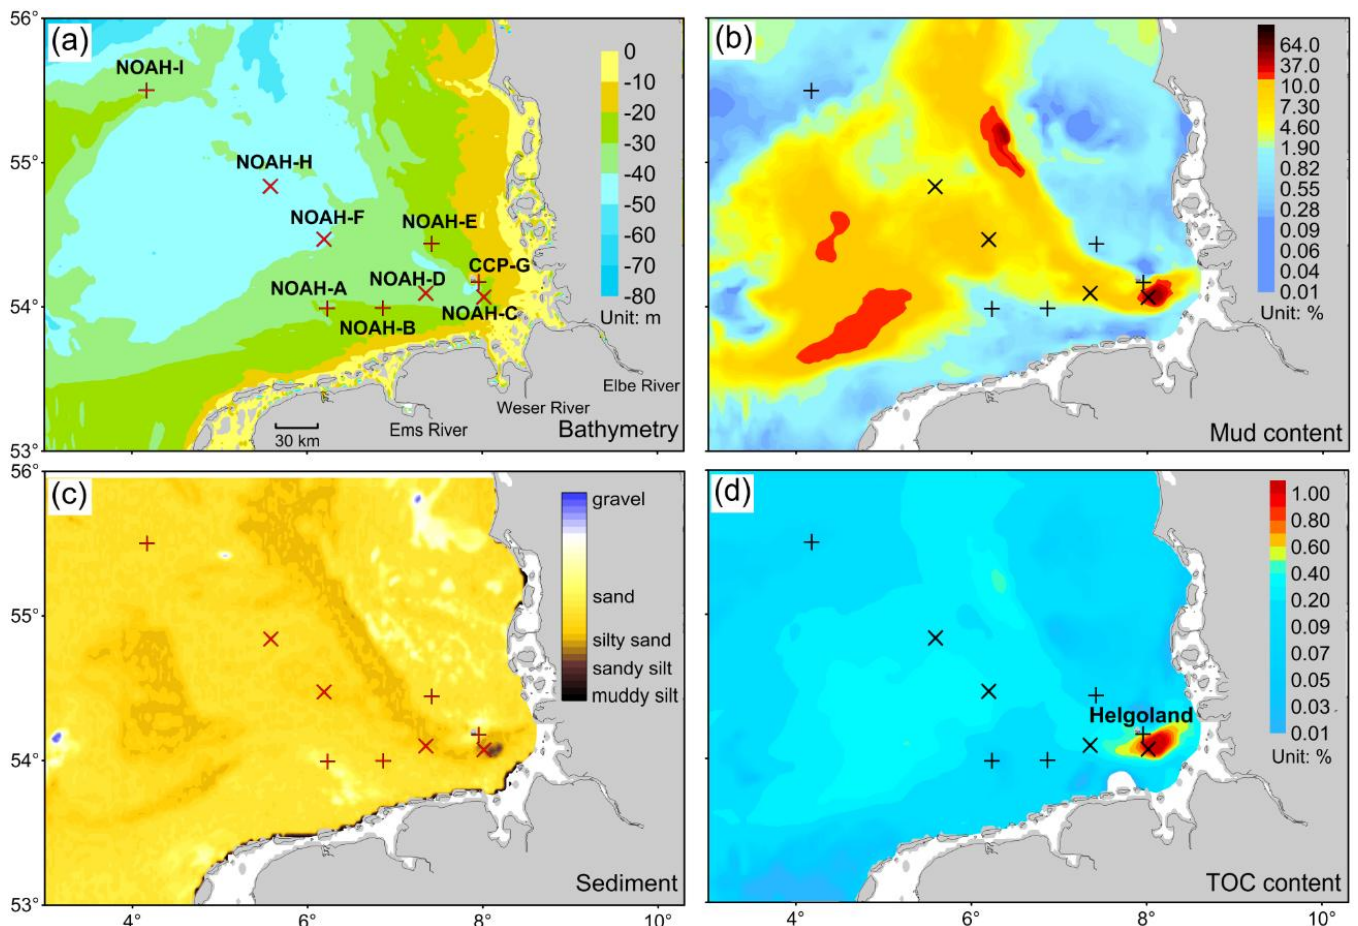 56°
(a)
NOAH-I
0
-10
-20
-30
-40
-50
-60
-70
-80
Unit: m
55°
NOAH-H
NOAH-F
NOAH-E
CCP-G
NOAH-D
NOAH-A
54°
NOAH-B
NOAH-C
Elbe River
Weser River
30 km
Ems River
Bathymetry
53°
(b)
64.0
37.0
10.0
7.30
4.60
1.90
0.82
0.55
0.28
0.09
0.06
0.04
0.01
Unit: %
Mud content
56°
(c)
gravel
sand
silty sand
sandy silt
muddy silt
55°
54°
53°
Sediment
4°
6°
8°
10°
(d)
1.00
0.80
0.60
0.40
0.20
0.09
0.07
0.05
0.03
0.01
Unit: %
Helgoland
TOC content
4°
6°
8°
10°